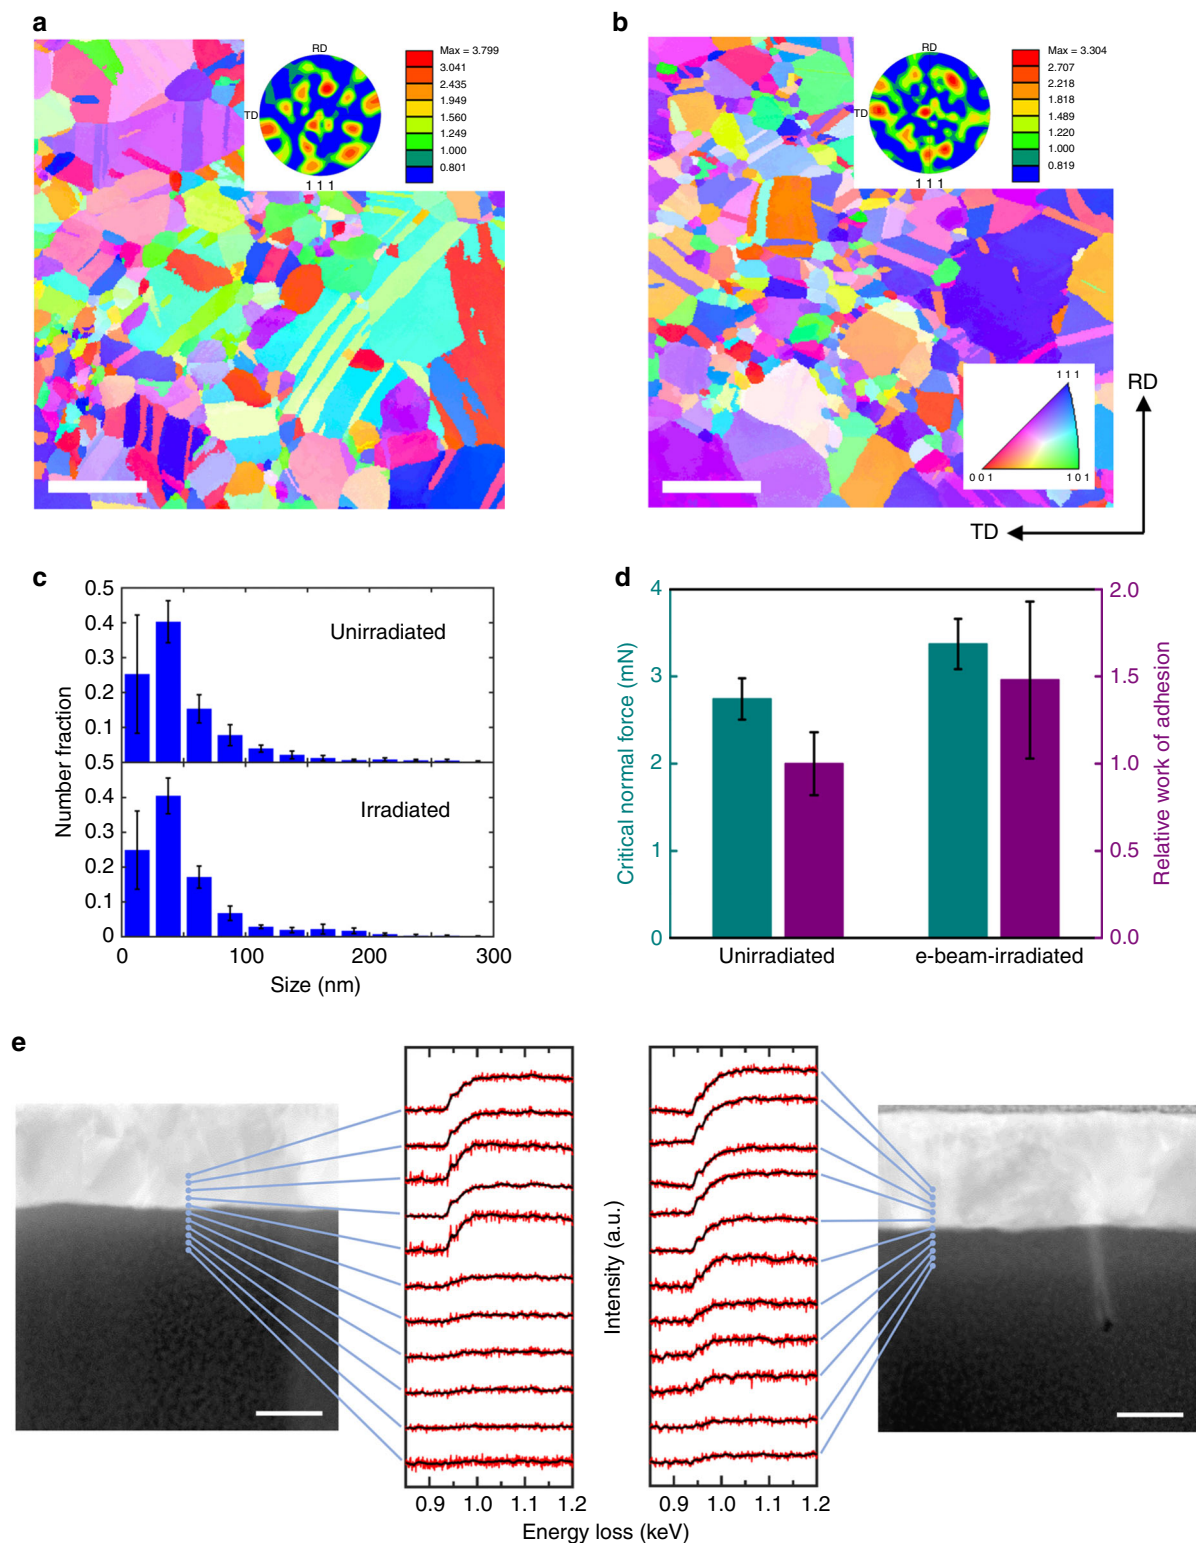 a
RD
TD
1 1 1
Max = 3.799
3.041
2.435
1.949
1.560
1.249
1.000
0.801
b
RD
TD
1 1 1
Max = 3.304
2.707
2.218
1.818
1.489
1.220
1.000
0.819
1 1 1
0 0 1
1 0 1
RD
TD
c
0.5
0.4
0.3
0.2
0.1
0.5
0.4
0.3
0.2
0.1
0
Number fraction
Unirradiated
Irradiated
0
100
200
300
Size (nm)
d
4
3
2
1
0
Critical normal force (mN)
2.0
1.5
1.0
0.5
0.0
Relative work of adhesion
Unirradiated
e-beam-irradiated
e
Intensity (a.u.)
0.9 1.0 1.1 1.2
0.9 1.0 1.1 1.2
Energy loss (keV)